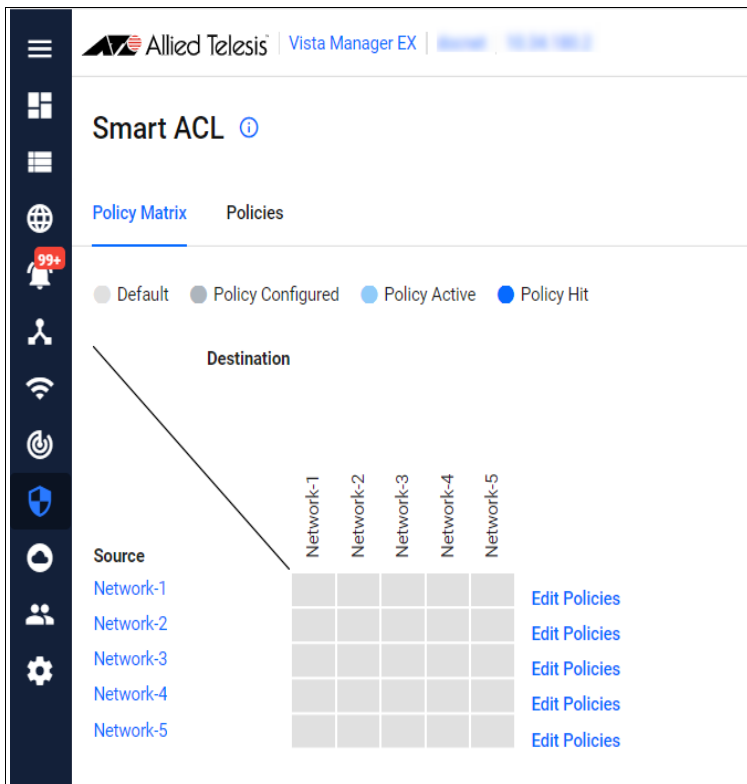 Allied Telesis Vista Manager EX
Smart ACL
Policy Matrix Policies
99+
Default Policy Configured Policy Active Policy Hit
Destination
Network-1 Network-2 Network-3 Network-4 Network-5
Source
Network-1 Edit Policies
Network-2 Edit Policies
Network-3 Edit Policies
Network-4 Edit Policies
Network-5 Edit Policies